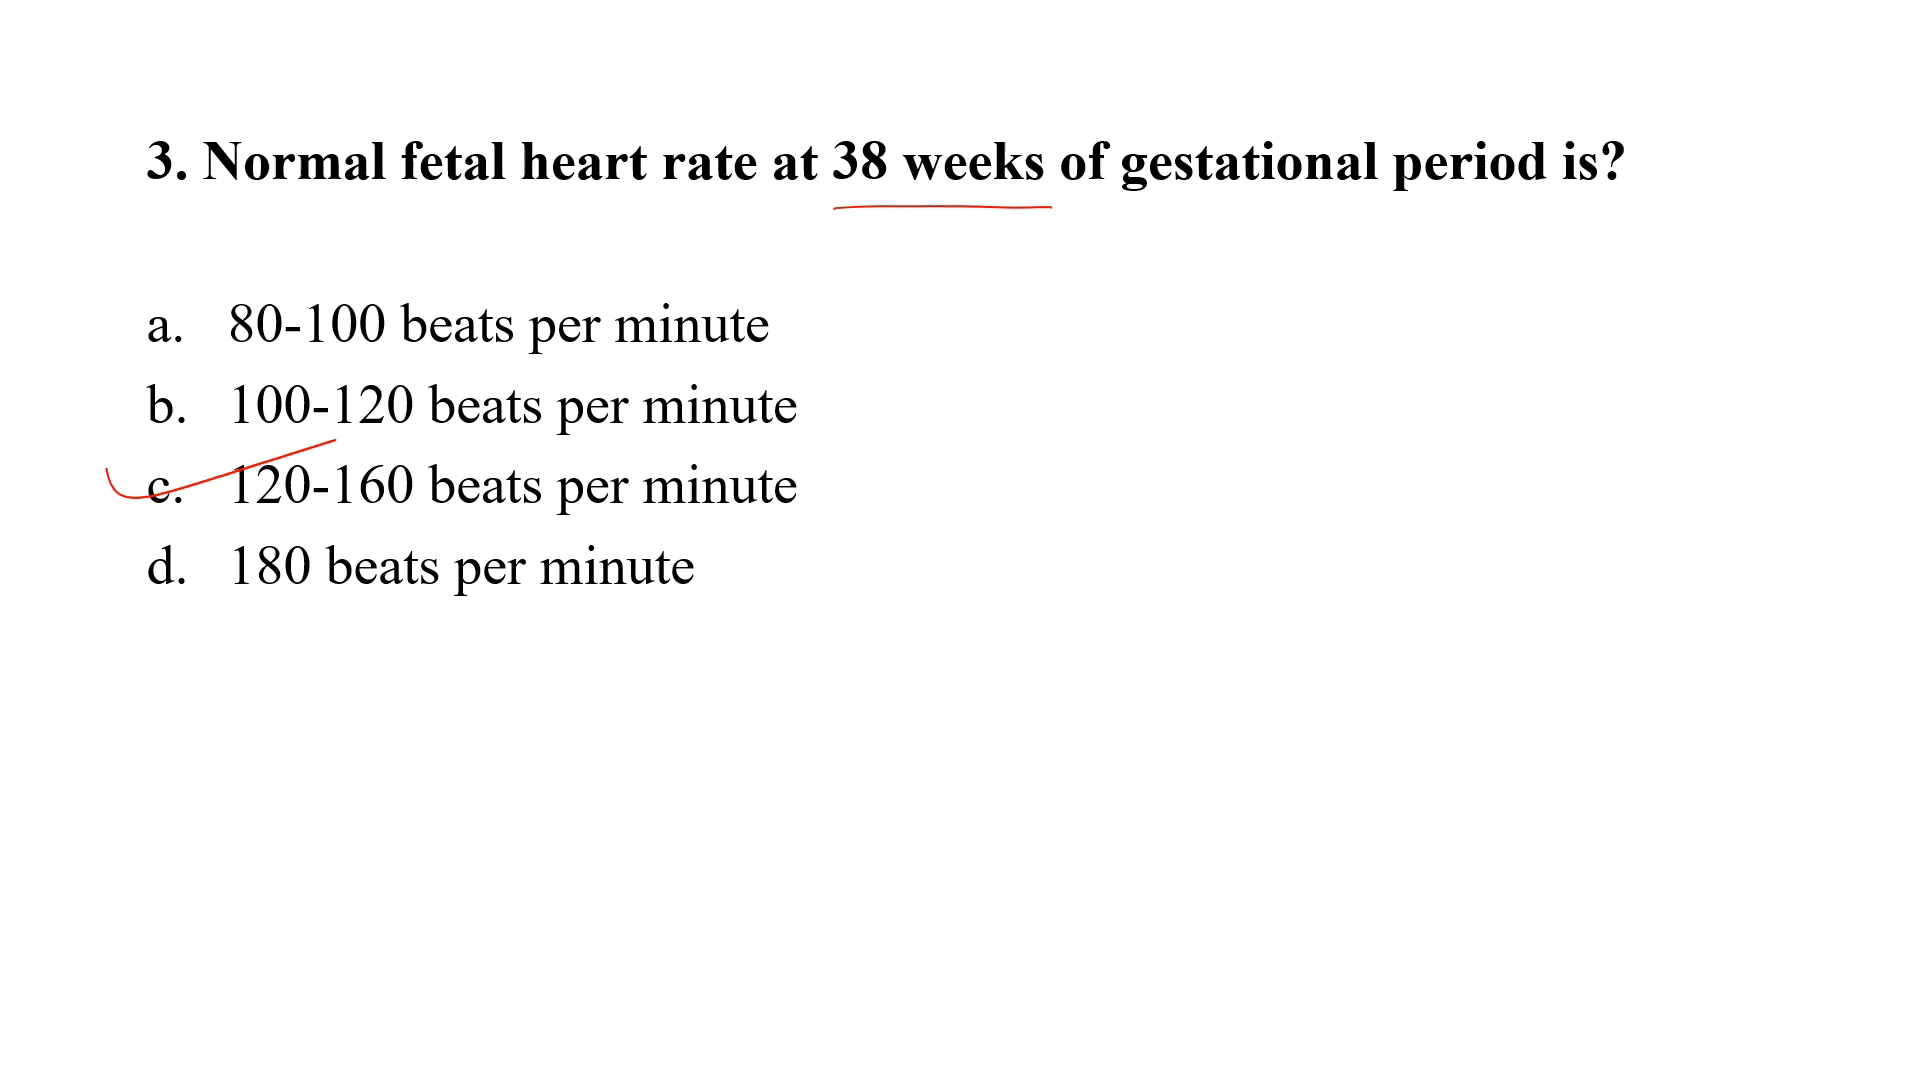 3. Normal fetal heart rate at 38 weeks of gestational period is?
a. 80-100 beats per minute
b. 100-120 beats per minute
c. 120-160 beats per minute
d. 180 beats per minute